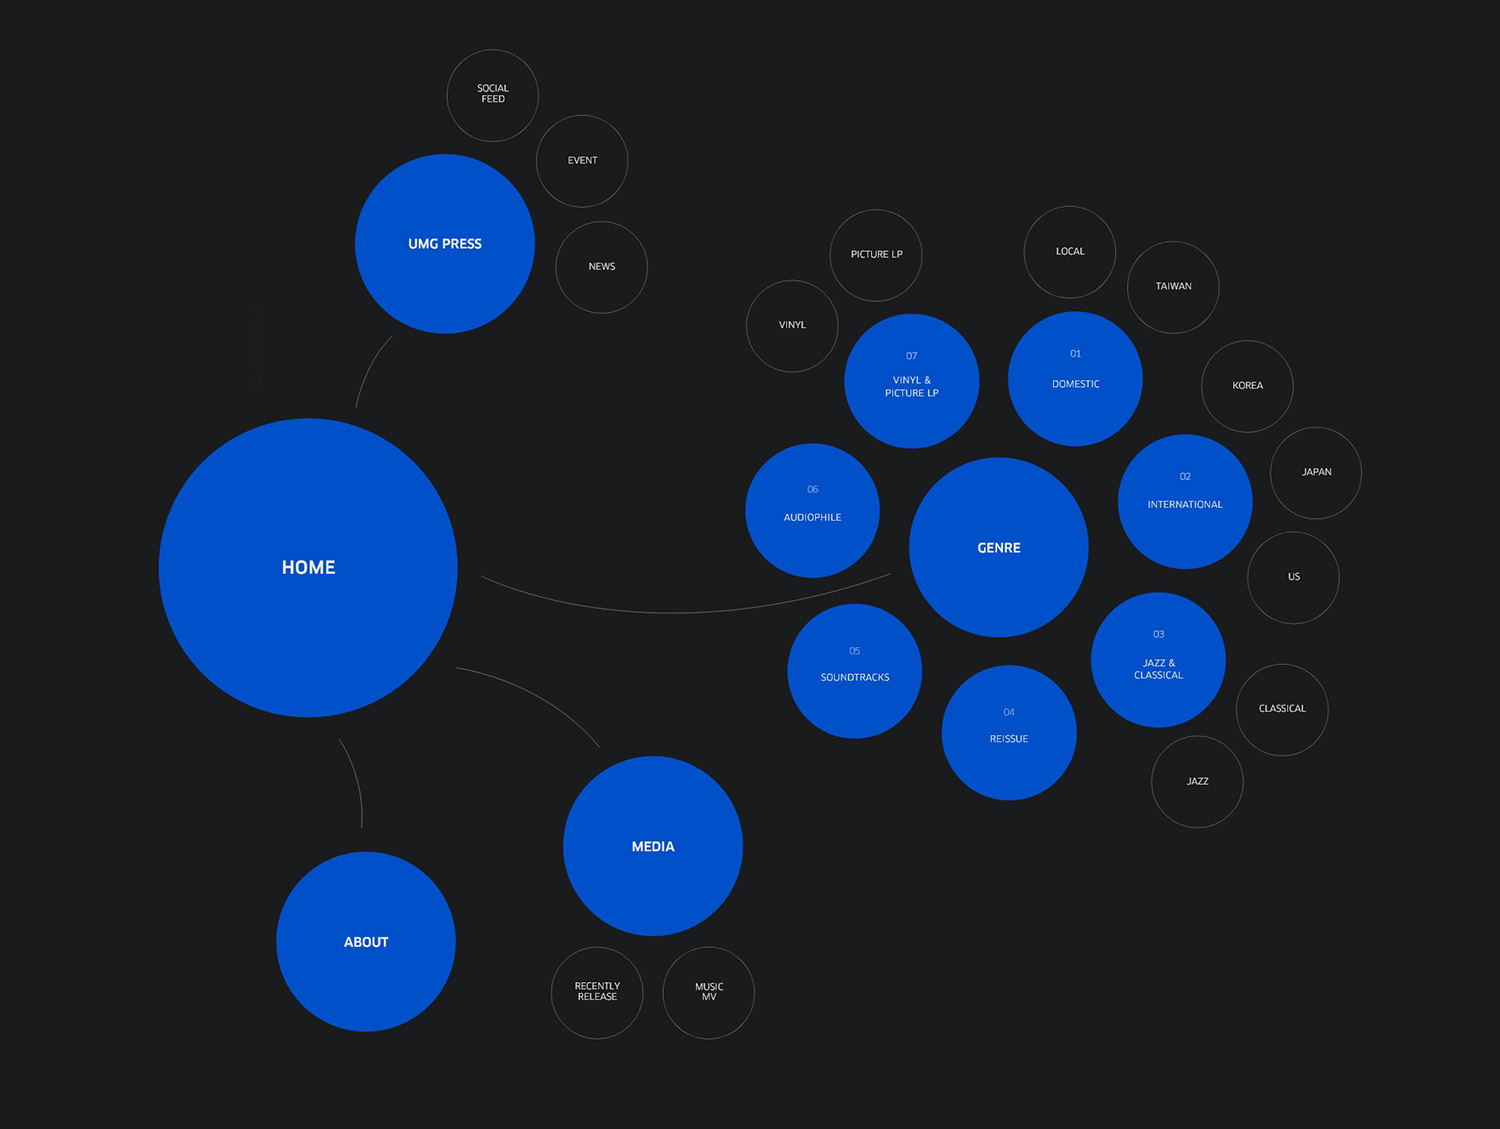 SOCIAL
FEED
EVENT
UMG PRESS
NEWS
HOME
ABOUT
MEDIA
RECENTLY
RELEASE
MUSIC
MV
GENRE
01
DOMESTIC
LOCAL
TAIWAN
02
INTERNATIONAL
KOREA
JAPAN
US
03
JAZZ &
CLASSICAL
CLASSICAL
JAZZ
04
REISSUE
05
SOUNDTRACKS
06
AUDIOPHILE
07
VINYL &
PICTURE LP
VINYL
PICTURE LP